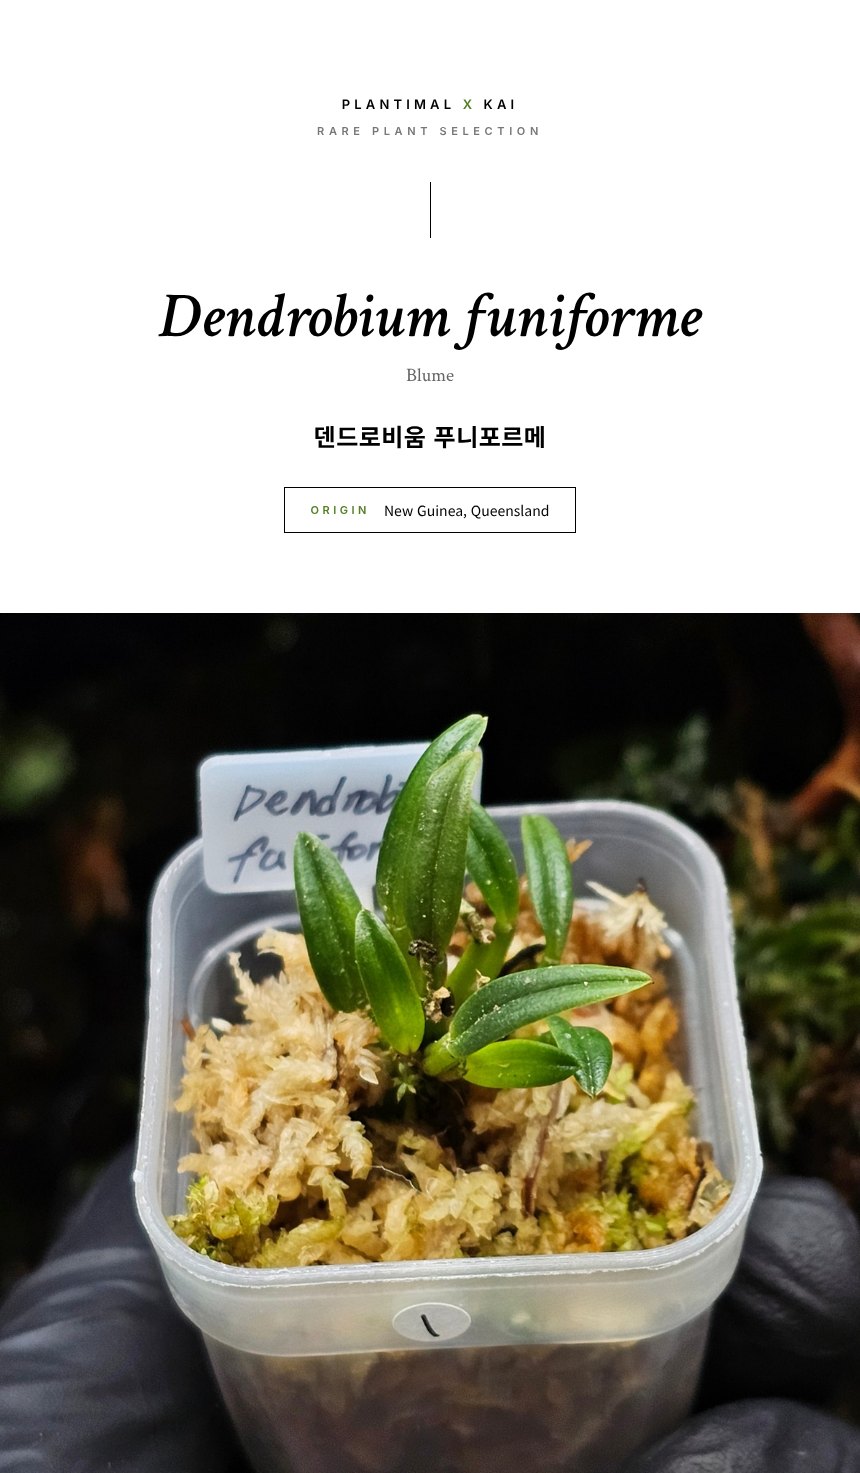 PLANTIMAL X KAI
RARE PLANT SELECTION
Dendrobium funiforme
Blume
덴드로비움 푸니포르메
ORIGIN New Guinea, Queensland